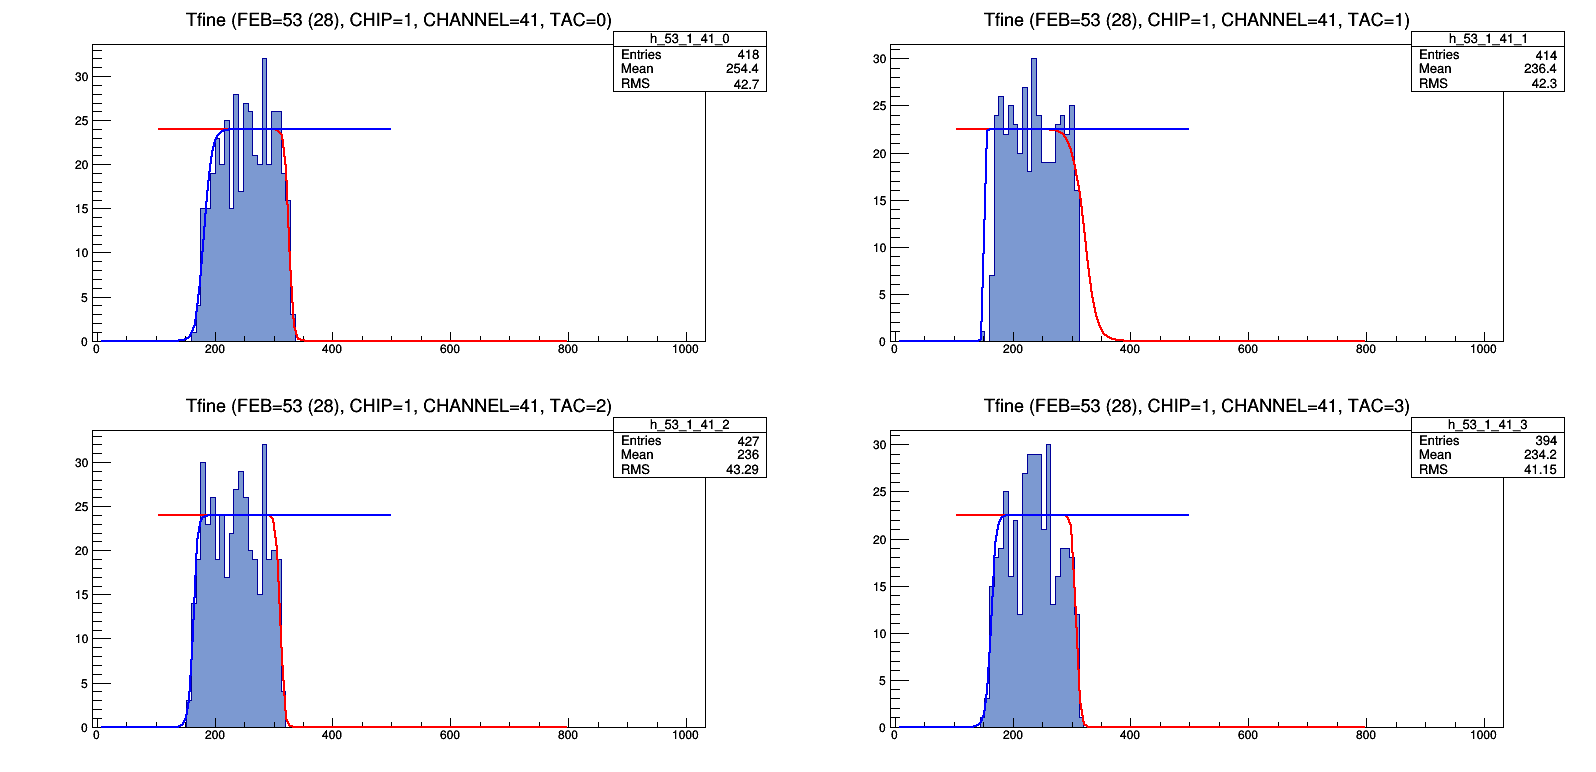 Tfine (FEB=53 (28), CHIP=1, CHANNEL=41, TAC=0)
h_53_1_41_0
Entries 418
Mean 254.4
RMS 42.7
30
25
20
15
10
5
0
0 200 400 600 800 1000
Tfine (FEB=53 (28), CHIP=1, CHANNEL=41, TAC=1)
h_53_1_41_1
Entries 414
Mean 236.4
RMS 42.3
30
25
20
15
10
5
0
0 200 400 600 800 1000
Tfine (FEB=53 (28), CHIP=1, CHANNEL=41, TAC=2)
h_53_1_41_2
Entries 427
Mean 236
RMS 43.29
30
25
20
15
10
5
0
0 200 400 600 800 1000
Tfine (FEB=53 (28), CHIP=1, CHANNEL=41, TAC=3)
h_53_1_41_3
Entries 394
Mean 234.2
RMS 41.15
30
25
20
15
10
5
0
0 200 400 600 800 1000